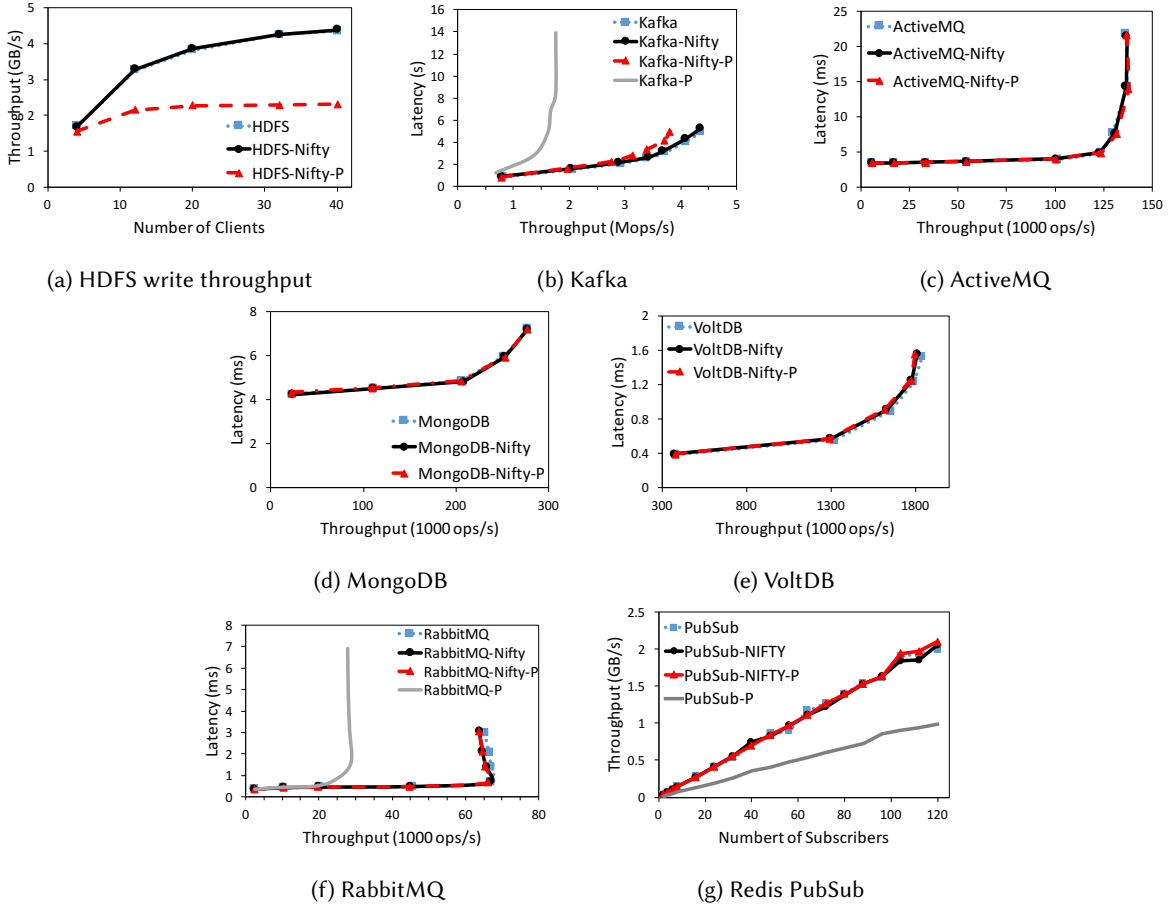 Throughput (GB/s)
5
4
3
2
1
0
HDFS
HDFS-Nifty
HDFS-Nifty-P
0 10 20 30 40
Number of Clients
(a) HDFS write throughput
Latency (s)
16
14
12
10
8
6
4
2
0
Kafka
Kafka-Nifty
Kafka-Nifty-P
Kafka-P
0 1 2 3 4 5
Throughput (Mops/s)
(b) Kafka
Latency (ms)
25
20
15
10
5
0
ActiveMQ
ActiveMQ-Nifty
ActiveMQ-Nifty-P
0 25 50 75 100 125 150
Throughput (1000 ops/s)
(c) ActiveMQ
Latency (ms)
8
6
4
2
0
MongoDB
MongoDB-Nifty
MongoDB-Nifty-P
0 100 200 300
Throughput (1000 ops/s)
(d) MongoDB
Latency (ms)
2
1.6
1.2
0.8
0.4
0
VoltDB
VoltDB-Nifty
VoltDB-Nifty-P
300 800 1300 1800
Throughput (1000 ops/s)
(e) VoltDB
Latency (ms)
8
7
6
5
4
3
2
1
0
RabbitMQ
RabbitMQ-Nifty
RabbitMQ-Nifty-P
RabbitMQ-P
0 20 40 60 80
Throughput (1000 ops/s)
(f) RabbitMQ
Throughput (GB/s)
2.5
2
1.5
1
0.5
0
PubSub
PubSub-NIFTY
PubSub-NIFTY-P
PubSub-P
0 20 40 60 80 100 120
Numbert of Subscribers
(g) Redis PubSub